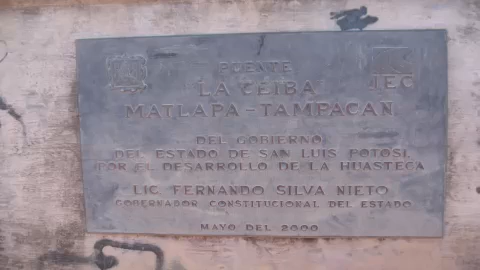 PUENTE
"LA CEIBA"
MATLAPA-TAMPACAN
JEC
DEL GOBIERNO
DEL ESTADO DE SAN LUIS POTOSI,
POR EL DESARROLLO DE LA HUASTECA
LIC. FERNANDO SILVA NIETO
GOBERNADOR CONSTITUCIONAL DEL ESTADO
MAYO DEL 2000